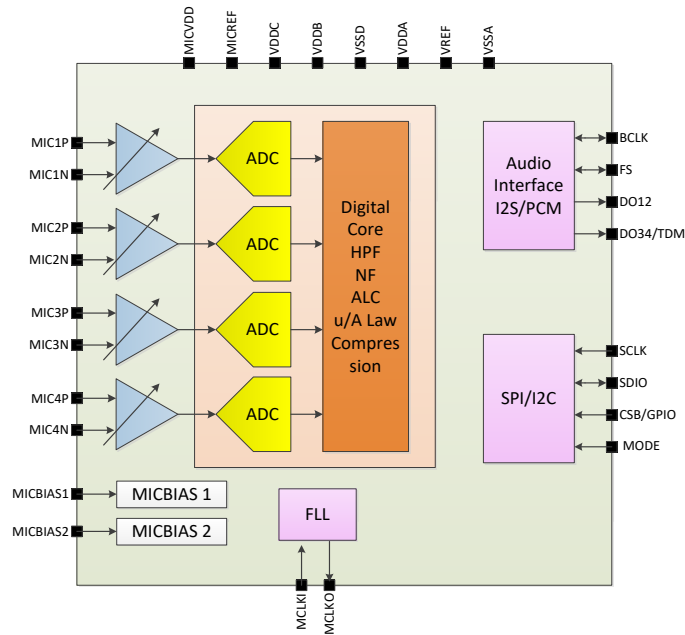 MICVDD
MICREF
VDDC
VDDB
VSSD
VDDA
VREF
VSSA
MIC1P
MIC1N
MIC2P
MIC2N
MIC3P
MIC3N
MIC4P
MIC4N
MICBIAS1
MICBIAS2
ADC
ADC
ADC
ADC
Digital
Core
HPF
NF
ALC
u/A Law
Compres
sion
Audio
Interface
I2S/PCM
BCLK
FS
DO12
DO34/TDM
SPI/I2C
SCLK
SDIO
CSB/GPIO
MODE
MICBIAS 1
MICBIAS 2
FLL
MCLKI
MCLKO